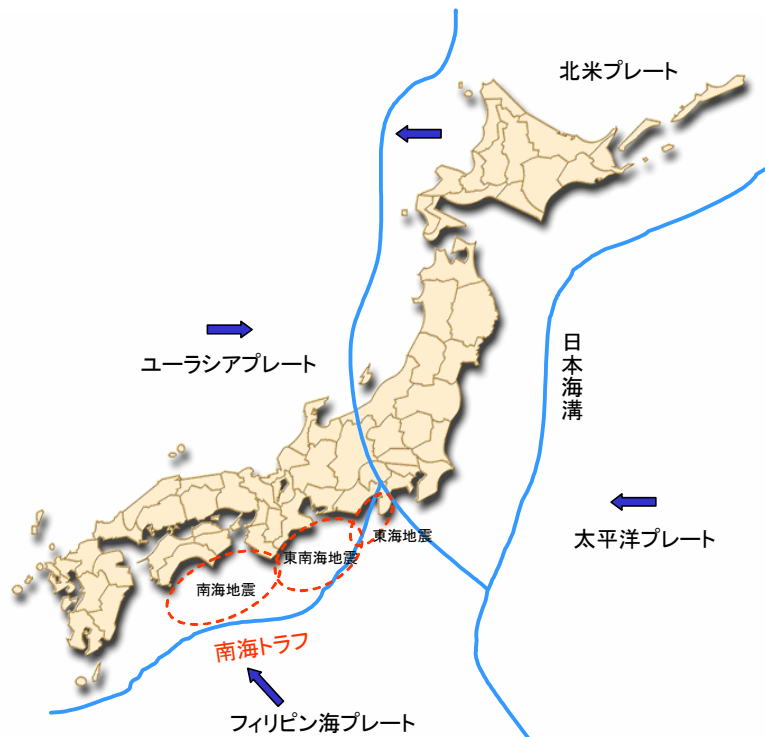 北米プレート
ユーラシアプレート
日本海溝
太平洋プレート
東海地震
東南海地震
南海地震
南海トラフ
フィリピン海プレート